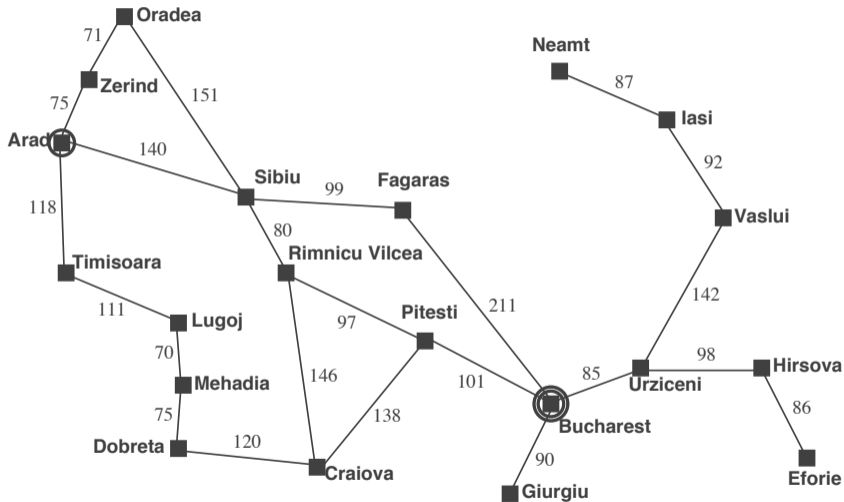 Oradea
71
Neamt
Zerind
87
75
151
Iasi
Arad
140
92
Sibiu
Fagaras
99
118
Vaslui
80
Timisoara
Rimnicu Vilcea
142
111
Lugoj
97
Pitesti
211
70
98
Hirsova
Mehadia
146
101
85
Urziceni
75
138
86
Dobreta
120
Bucharest
Craiova
90
Eforie
Giurgiu